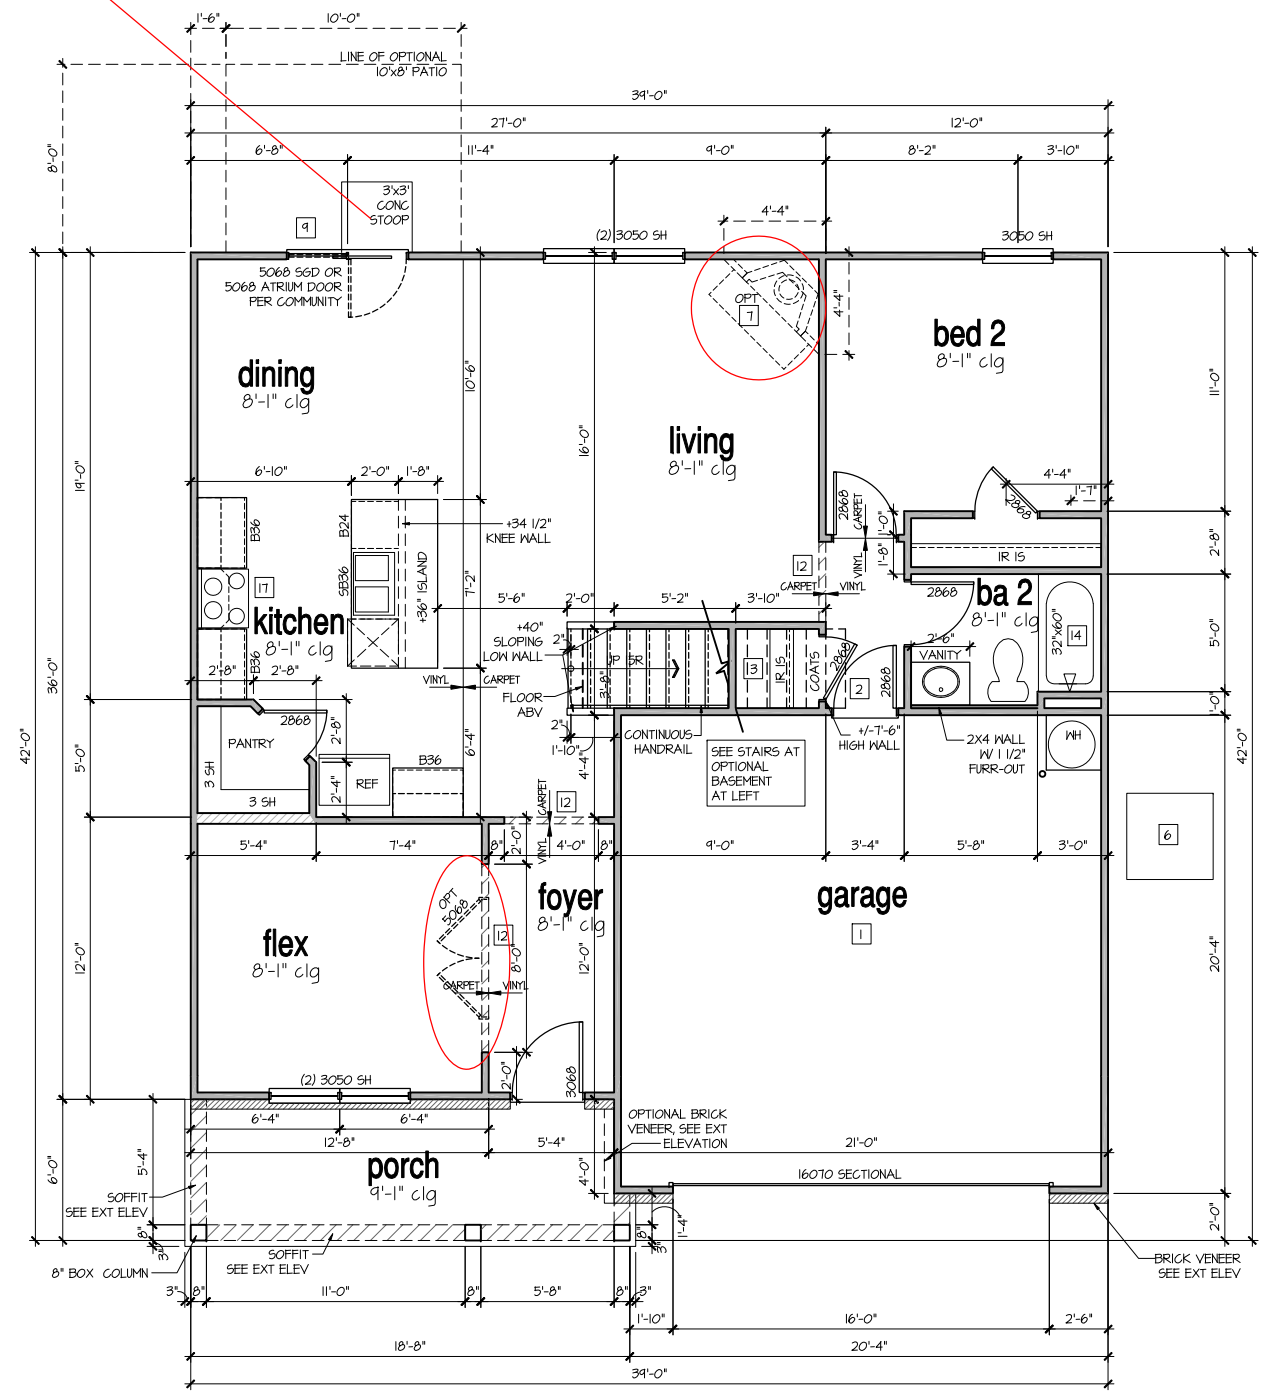 1'-6"
10'-0"
LINE OF OPTIONAL
10'x8' PATIO
39'-0"
27'-0"
12'-0"
6'-8"
11'-4"
9'-0"
8'-2"
3'-10"
8'-0"
3'x3'
CONC
STOOP
9
4'-4"
(2) 3050 SH
3050 SH
5068 SGD OR
5068 ATRIUM DOOR
PER COMMUNITY
OPT
7
4'-4"
bed 2
8'-1" clg
dining
8'-1" clg
10'-6"
11'-0"
living
8'-1" clg
16'-0"
19'-0"
6'-10"
2'-0"
1'-8"
4'-4"
1'-7"
2868
2868
CARPET
VINYL
1'-0"
1'-8"
B36
B24
+34 1/2"
KNEE WALL
IR IS
2'-8"
12
CARPET
VINYL
17
SB36
+36" ISLAND
7'-2"
2868
ba 2
8'-1" clg
32"x60"
14
5'-0"
kitchen
8'-1" clg
5'-6"
2'-0"
5'-2"
3'-10"
+40"
SLOPING
LOW WALL
2"
UP 5R
3'-8"
13
IR IS
COATS
2868
2
2868
2'-6"
VANITY
B36
2'-8"
2'-8"
VINYL
CARPET
FLOOR
ABV
36'-0"
42'-0"
5'-0"
2868
PANTRY
3 SH
3 SH
2'-8"
REF
2'-4"
B36
6'-4"
2"
1'-10"
4'-4"
CONTINUOUS
HANDRAIL
SEE STAIRS AT
OPTIONAL
BASEMENT
AT LEFT
+/-7'-6"
HIGH WALL
2X4 WALL
W/ 1 1/2"
FURR-OUT
WH
1'-0"
42'-0"
12
CARPET
VINYL
6
5'-4"
7'-4"
8"
2'-0"
4'-0"
8"
9'-0"
3'-4"
5'-8"
3'-0"
garage
1
foyer
8'-1" clg
OPT
5068
12
8'-0"
12'-0"
12'-0"
flex
8'-1" clg
CARPET
VINYL
20'-4"
2'-0"
3068
(2) 3050 SH
6'-4"
6'-4"
12'-8"
5'-4"
OPTIONAL BRICK
VENEER, SEE EXT
ELEVATION
21'-0"
porch
9'-1" clg
4'-0"
16070 SECTIONAL
5'-4"
6'-0"
SOFFIT
SEE EXT ELEV
8"
3"
8" BOX COLUMN
SOFFIT
SEE EXT ELEV
8"
3"
1'-4"
2'-0"
BRICK VENEER
SEE EXT ELEV
3"
8"
11'-0"
8"
5'-8"
8"
3"
1'-10"
16'-0"
2'-6"
18'-8"
20'-4"
39'-0"